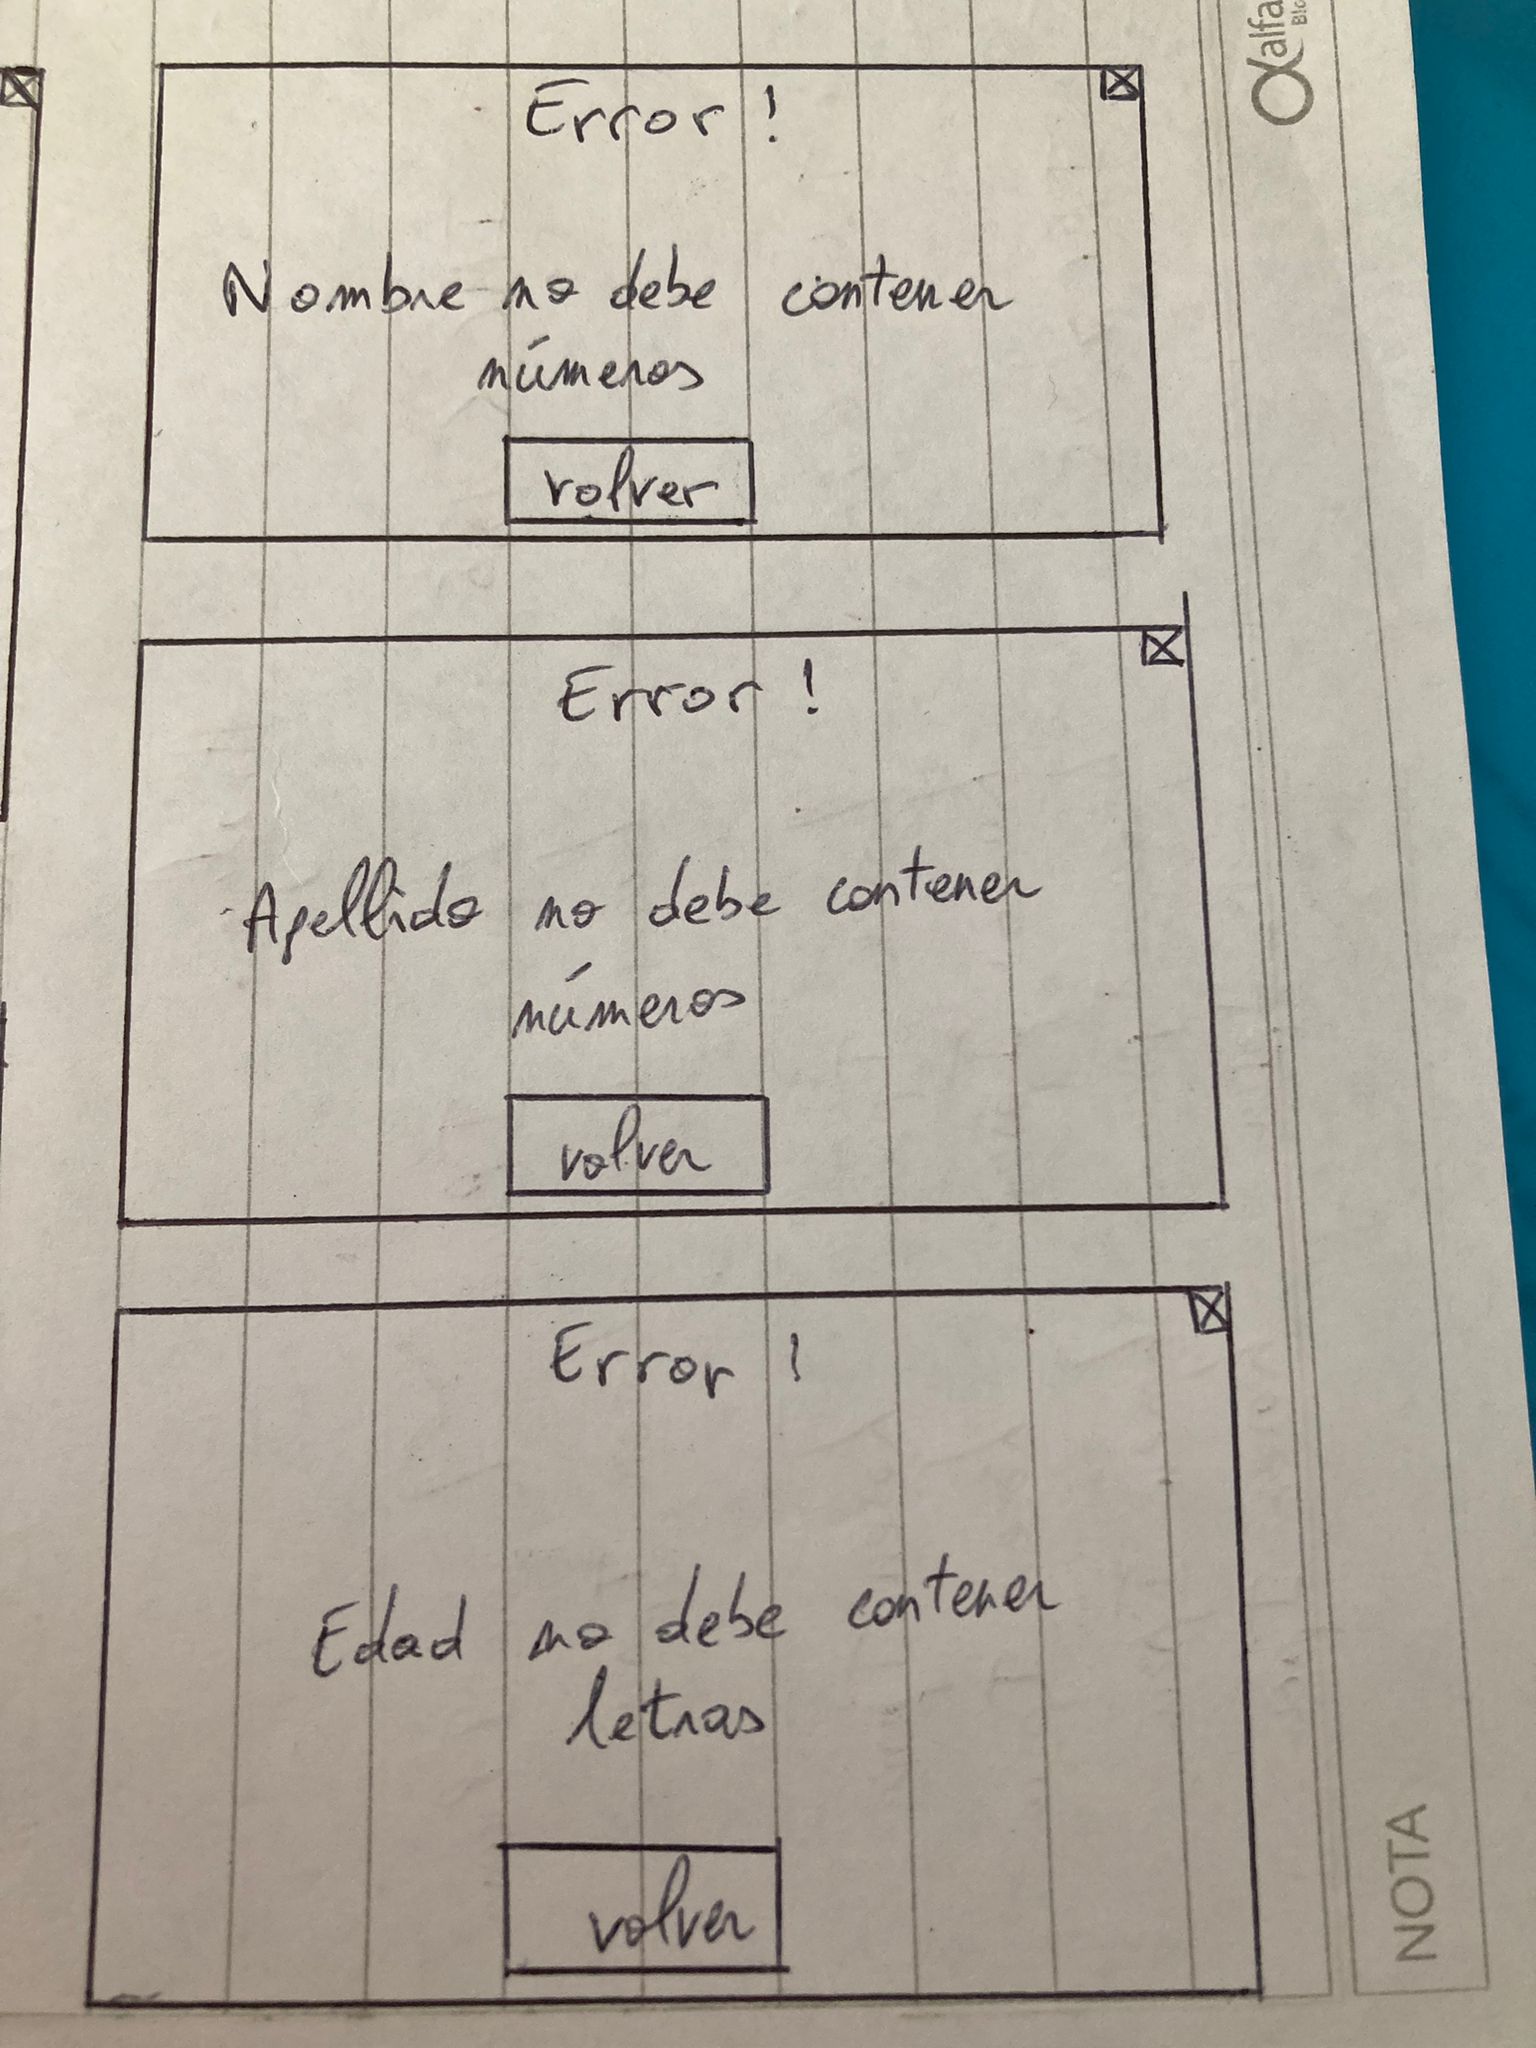 Error !
Nombre no debe contener
números
volver
Error !
Apellido no debe contener
números
volver
Error !
Edad no debe contener
letras
volver
alfa
NOTA